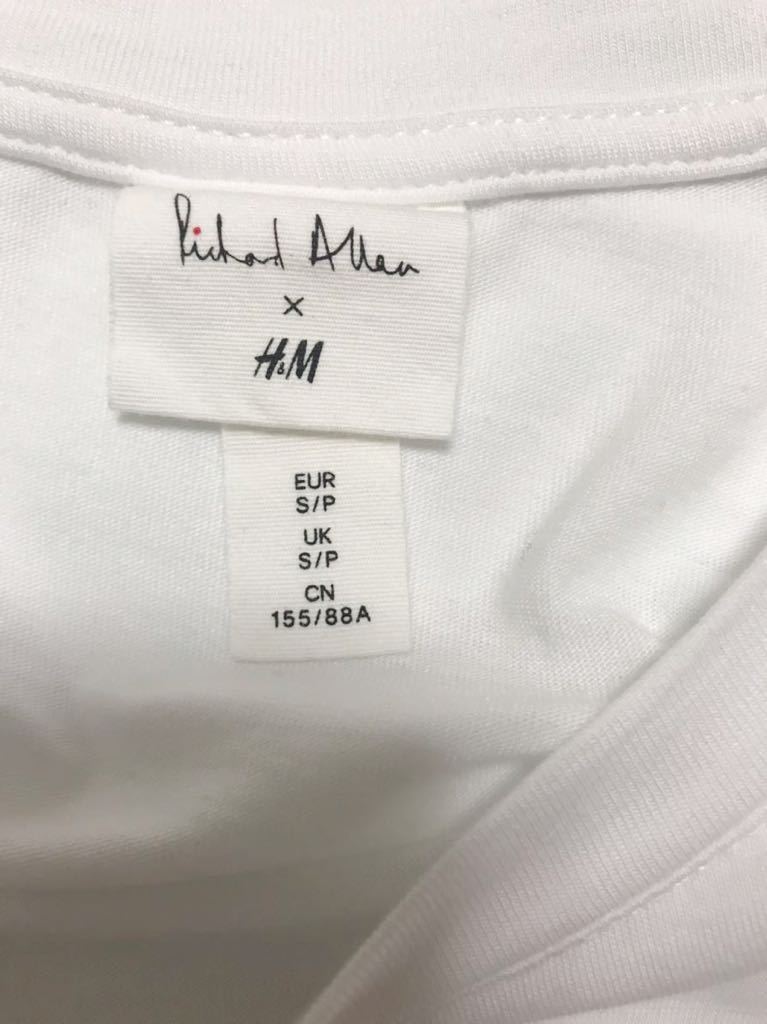 Richard Allan
×
H&M
EUR
S/P
UK
S/P
CN
155/88A